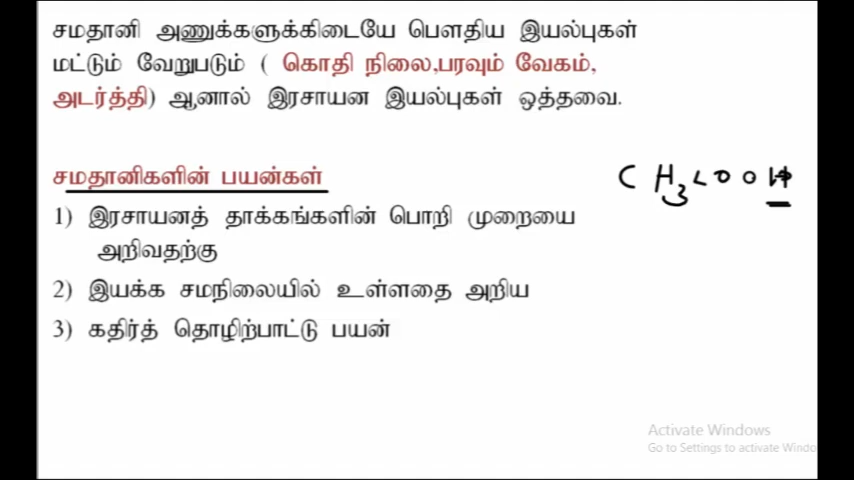 சமதானி அணுக்களுக்கிடையே பௌதிய இயல்புகள்
மட்டும் வேறுபடும் ( கொதி நிலை,பரவும் வேகம்,
அடர்த்தி) ஆனால் இரசாயன இயல்புகள் ஒத்தவை.
சமதானிகளின் பயன்கள்
CH3COOH
1) இரசாயனத் தாக்கங்களின் பொறி முறையை
அறிவதற்கு
2) இயக்க சமநிலையில் உள்ளதை அறிய
3) கதிர்த் தொழிற்பாட்டு பயன்
Activate Windows
Go to Settings to activate Windo